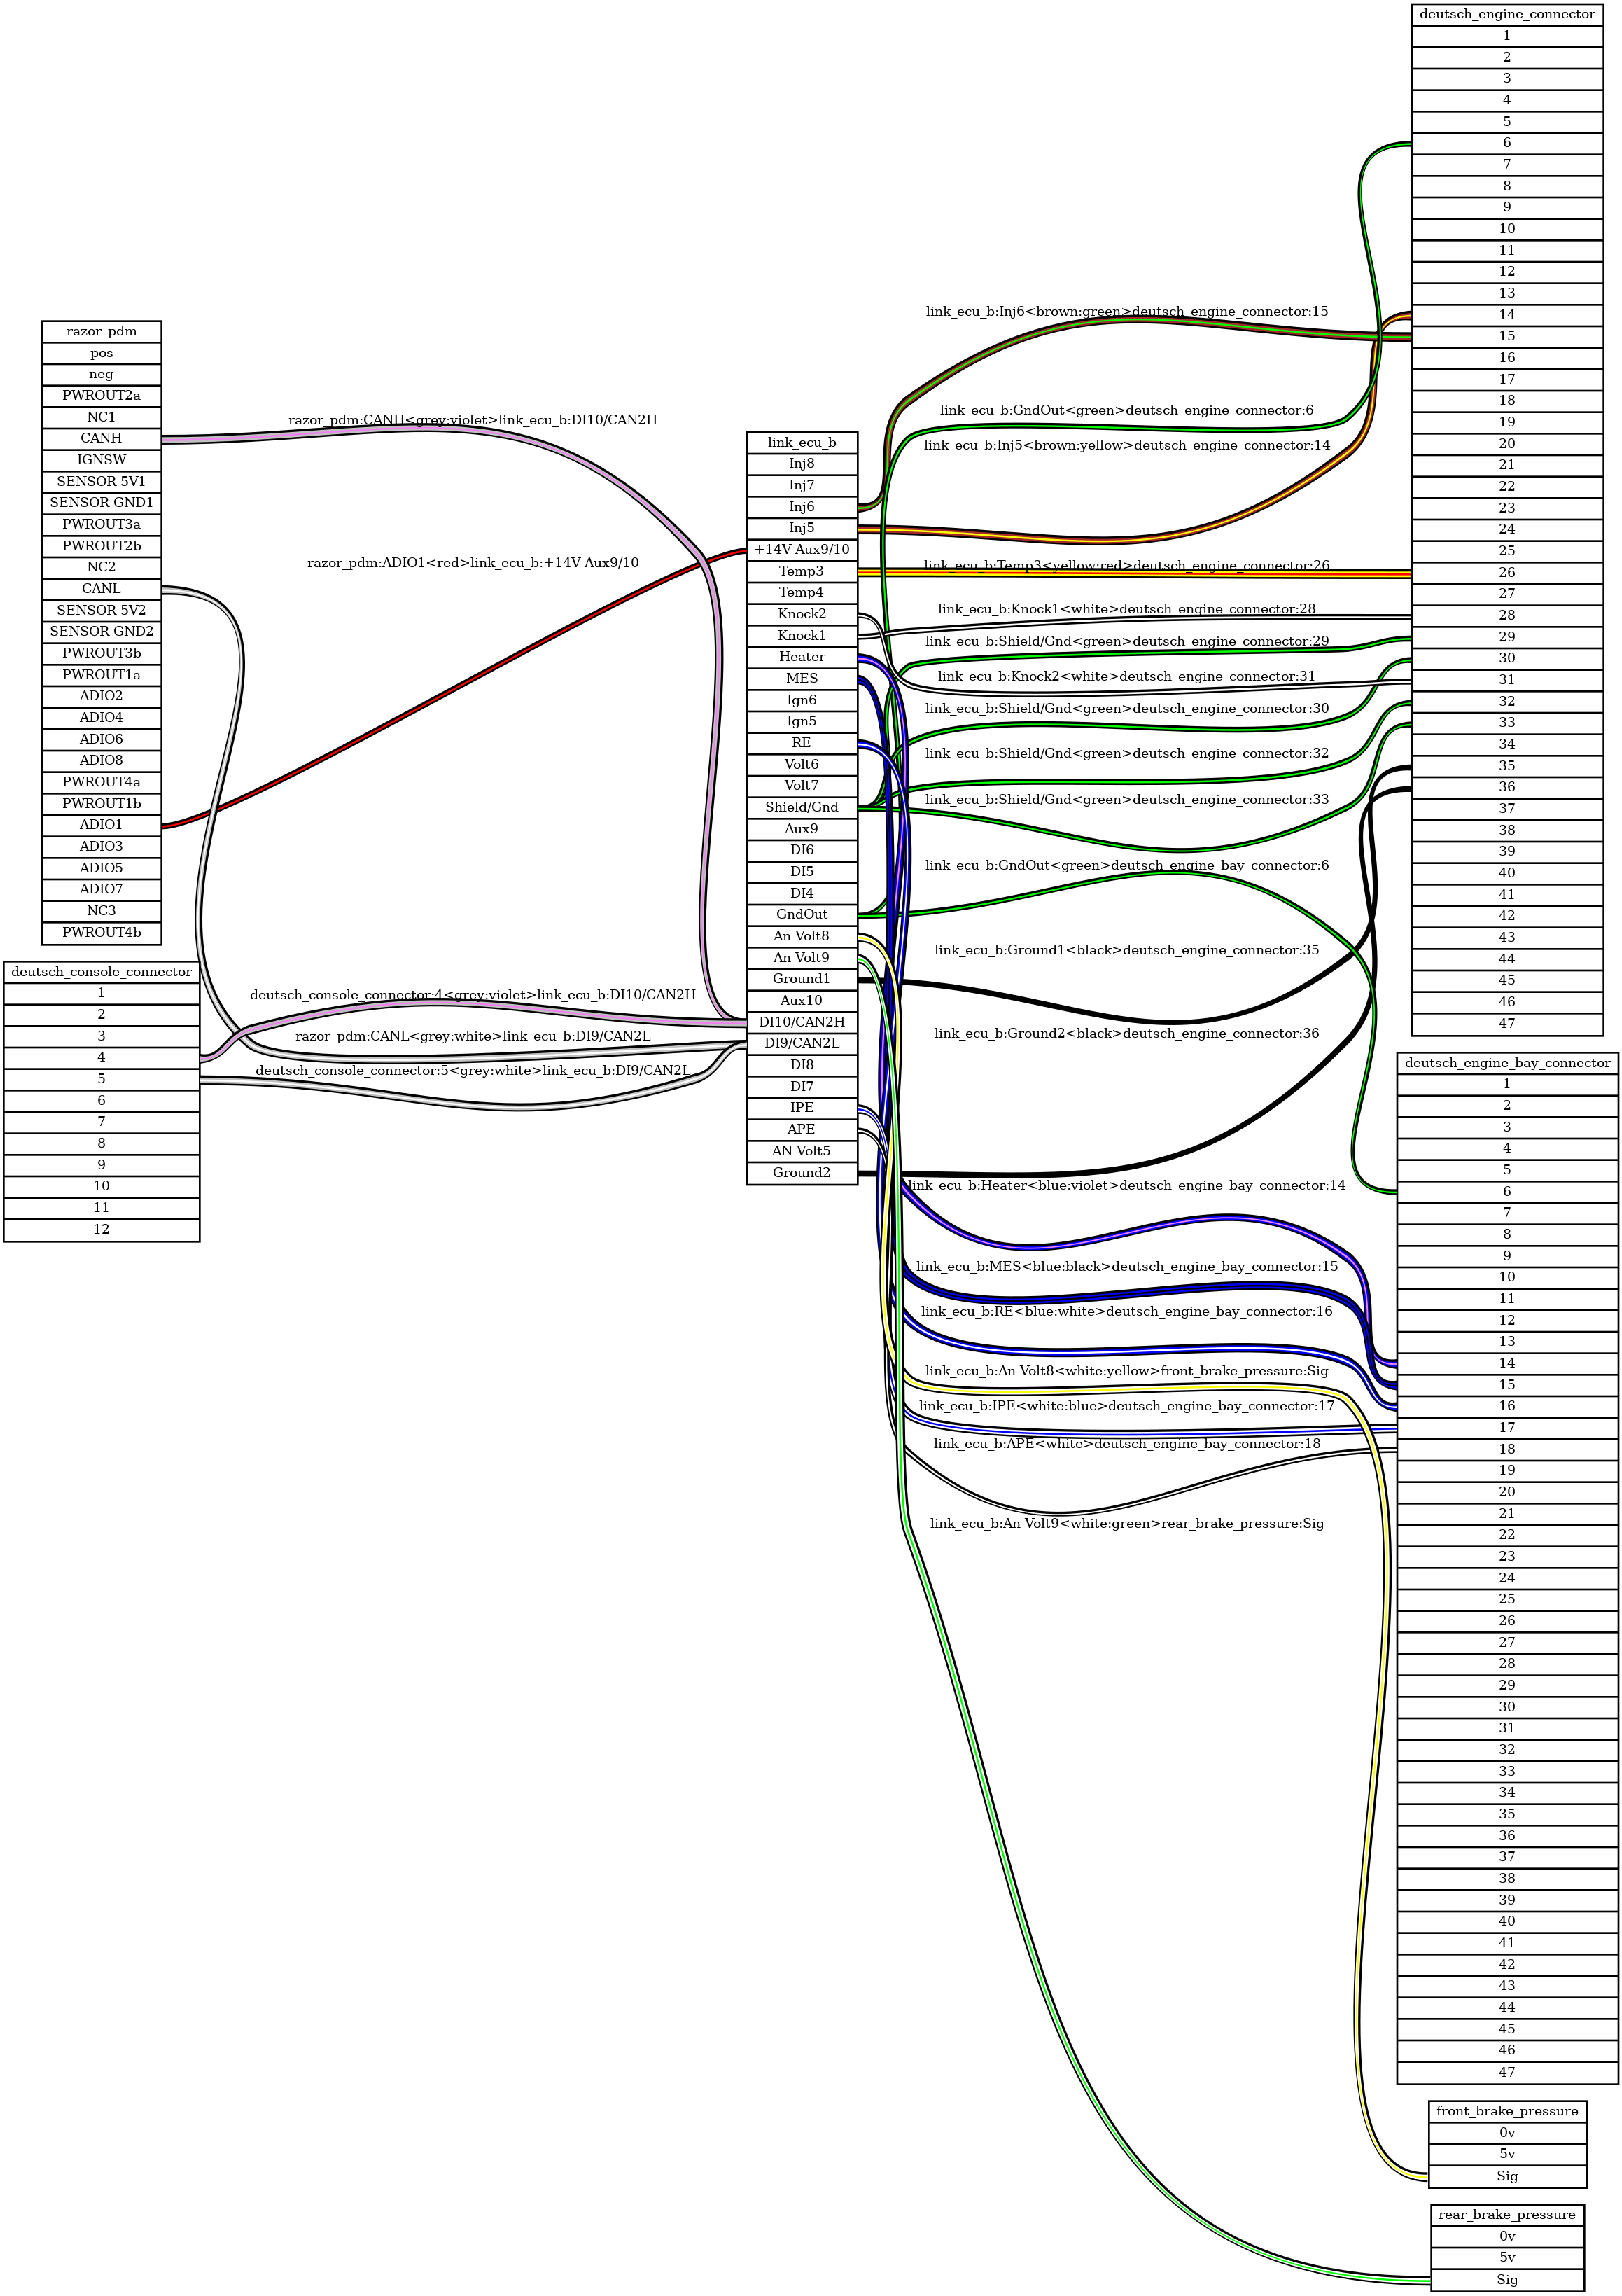 razor_pdm
pos
neg
PWROUT2a
NC1
CANH
IGNSW
SENSOR 5V1
SENSOR GND1
PWROUT3a
PWROUT2b
NC2
CANL
SENSOR 5V2
SENSOR GND2
PWROUT3b
PWROUT1a
ADIO2
ADIO4
ADIO6
ADIO8
PWROUT4a
PWROUT1b
ADIO1
ADIO3
ADIO5
ADIO7
NC3
PWROUT4b
deutsch_console_connector
1
2
3
4
5
6
7
8
9
10
11
12
razor_pdm:CANH<grey:violet>link_ecu_b:DI10/CAN2H
razor_pdm:ADIO1<red>link_ecu_b:+14V Aux9/10
deutsch_console_connector:4<grey:violet>link_ecu_b:DI10/CAN2H
razor_pdm:CANL<grey:white>link_ecu_b:DI9/CAN2L
deutsch_console_connector:5<grey:white>link_ecu_b:DI9/CAN2L
link_ecu_b
Inj8
Inj7
Inj6
Inj5
+14V Aux9/10
Temp3
Temp4
Knock2
Knock1
Heater
MES
Ign6
Ign5
RE
Volt6
Volt7
Shield/Gnd
Aux9
DI6
DI5
DI4
GndOut
An Volt8
An Volt9
Ground1
Aux10
DI10/CAN2H
DI9/CAN2L
DI8
DI7
IPE
APE
AN Volt5
Ground2
link_ecu_b:Inj6<brown:green>deutsch_engine_connector:15
link_ecu_b:GndOut<green>deutsch_engine_connector:6
link_ecu_b:Inj5<brown:yellow>deutsch_engine_connector:14
link_ecu_b:Temp3<yellow:red>deutsch_engine_connector:26
link_ecu_b:Knock1<white>deutsch_engine_connector:28
link_ecu_b:Shield/Gnd<green>deutsch_engine_connector:29
link_ecu_b:Knock2<white>deutsch_engine_connector:31
link_ecu_b:Shield/Gnd<green>deutsch_engine_connector:30
link_ecu_b:Shield/Gnd<green>deutsch_engine_connector:32
link_ecu_b:Shield/Gnd<green>deutsch_engine_connector:33
link_ecu_b:GndOut<green>deutsch_engine_bay_connector:6
link_ecu_b:Ground1<black>deutsch_engine_connector:35
link_ecu_b:Ground2<black>deutsch_engine_connector:36
link_ecu_b:Heater<blue:violet>deutsch_engine_bay_connector:14
link_ecu_b:MES<blue:black>deutsch_engine_bay_connector:15
link_ecu_b:RE<blue:white>deutsch_engine_bay_connector:16
link_ecu_b:An Volt8<white:yellow>front_brake_pressure:Sig
link_ecu_b:IPE<white:blue>deutsch_engine_bay_connector:17
link_ecu_b:APE<white>deutsch_engine_bay_connector:18
link_ecu_b:An Volt9<white:green>rear_brake_pressure:Sig
deutsch_engine_connector
1
2
3
4
5
6
7
8
9
10
11
12
13
14
15
16
17
18
19
20
21
22
23
24
25
26
27
28
29
30
31
32
33
34
35
36
37
38
39
40
41
42
43
44
45
46
47
deutsch_engine_bay_connector
1
2
3
4
5
6
7
8
9
10
11
12
13
14
15
16
17
18
19
20
21
22
23
24
25
26
27
28
29
30
31
32
33
34
35
36
37
38
39
40
41
42
43
44
45
46
47
front_brake_pressure
0v
5v
Sig
rear_brake_pressure
0v
5v
Sig